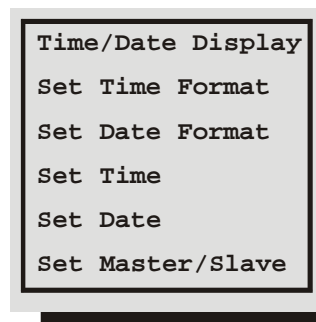 Time/Date Display
Set Time Format
Set Date Format
Set Time
Set Date
Set Master/Slave